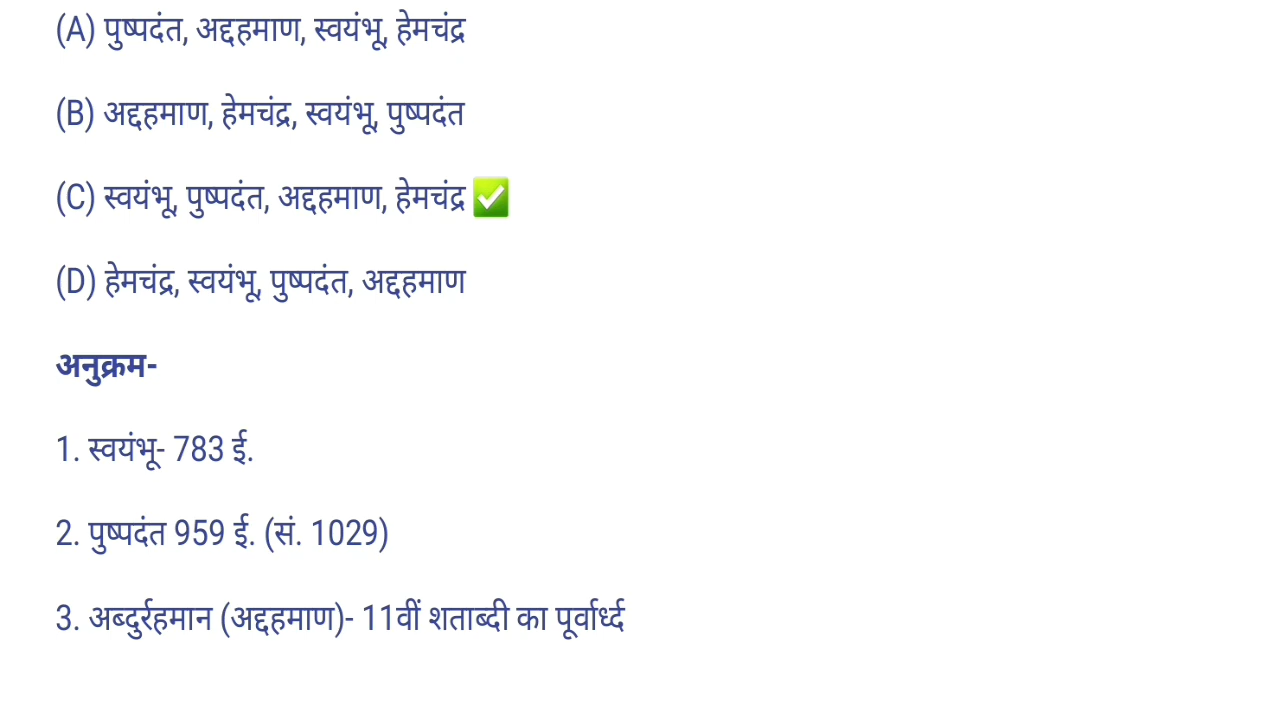 (A) पुष्पदंत, अद्दहमाण, स्वयंभू, हेमचंद्र
(B) अद्दहमाण, हेमचंद्र, स्वयंभू, पुष्पदंत
(C) स्वयंभू, पुष्पदंत, अद्दहमाण, हेमचंद्र ✅
(D) हेमचंद्र, स्वयंभू, पुष्पदंत, अद्दहमाण
अनुक्रम-
1. स्वयंभू- 783 ई.
2. पुष्पदंत 959 ई. (सं. 1029)
3. अब्दुर्रहमान (अद्दहमाण)- 11वीं शताब्दी का पूर्वार्ध्द